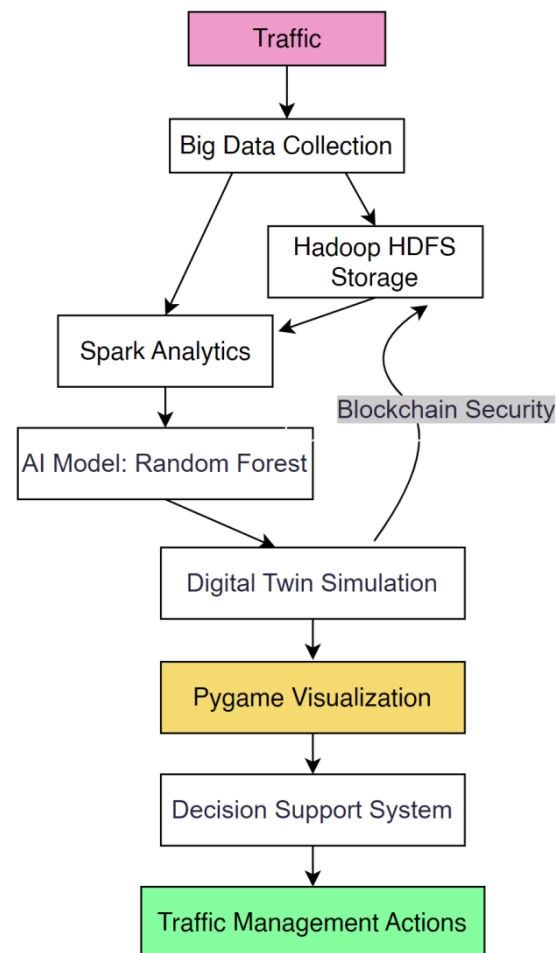 Traffic
Big Data Collection
Hadoop HDFS
Storage
Spark Analytics
Blockchain Security
AI Model: Random Forest
Digital Twin Simulation
Pygame Visualization
Decision Support System
Traffic Management Actions